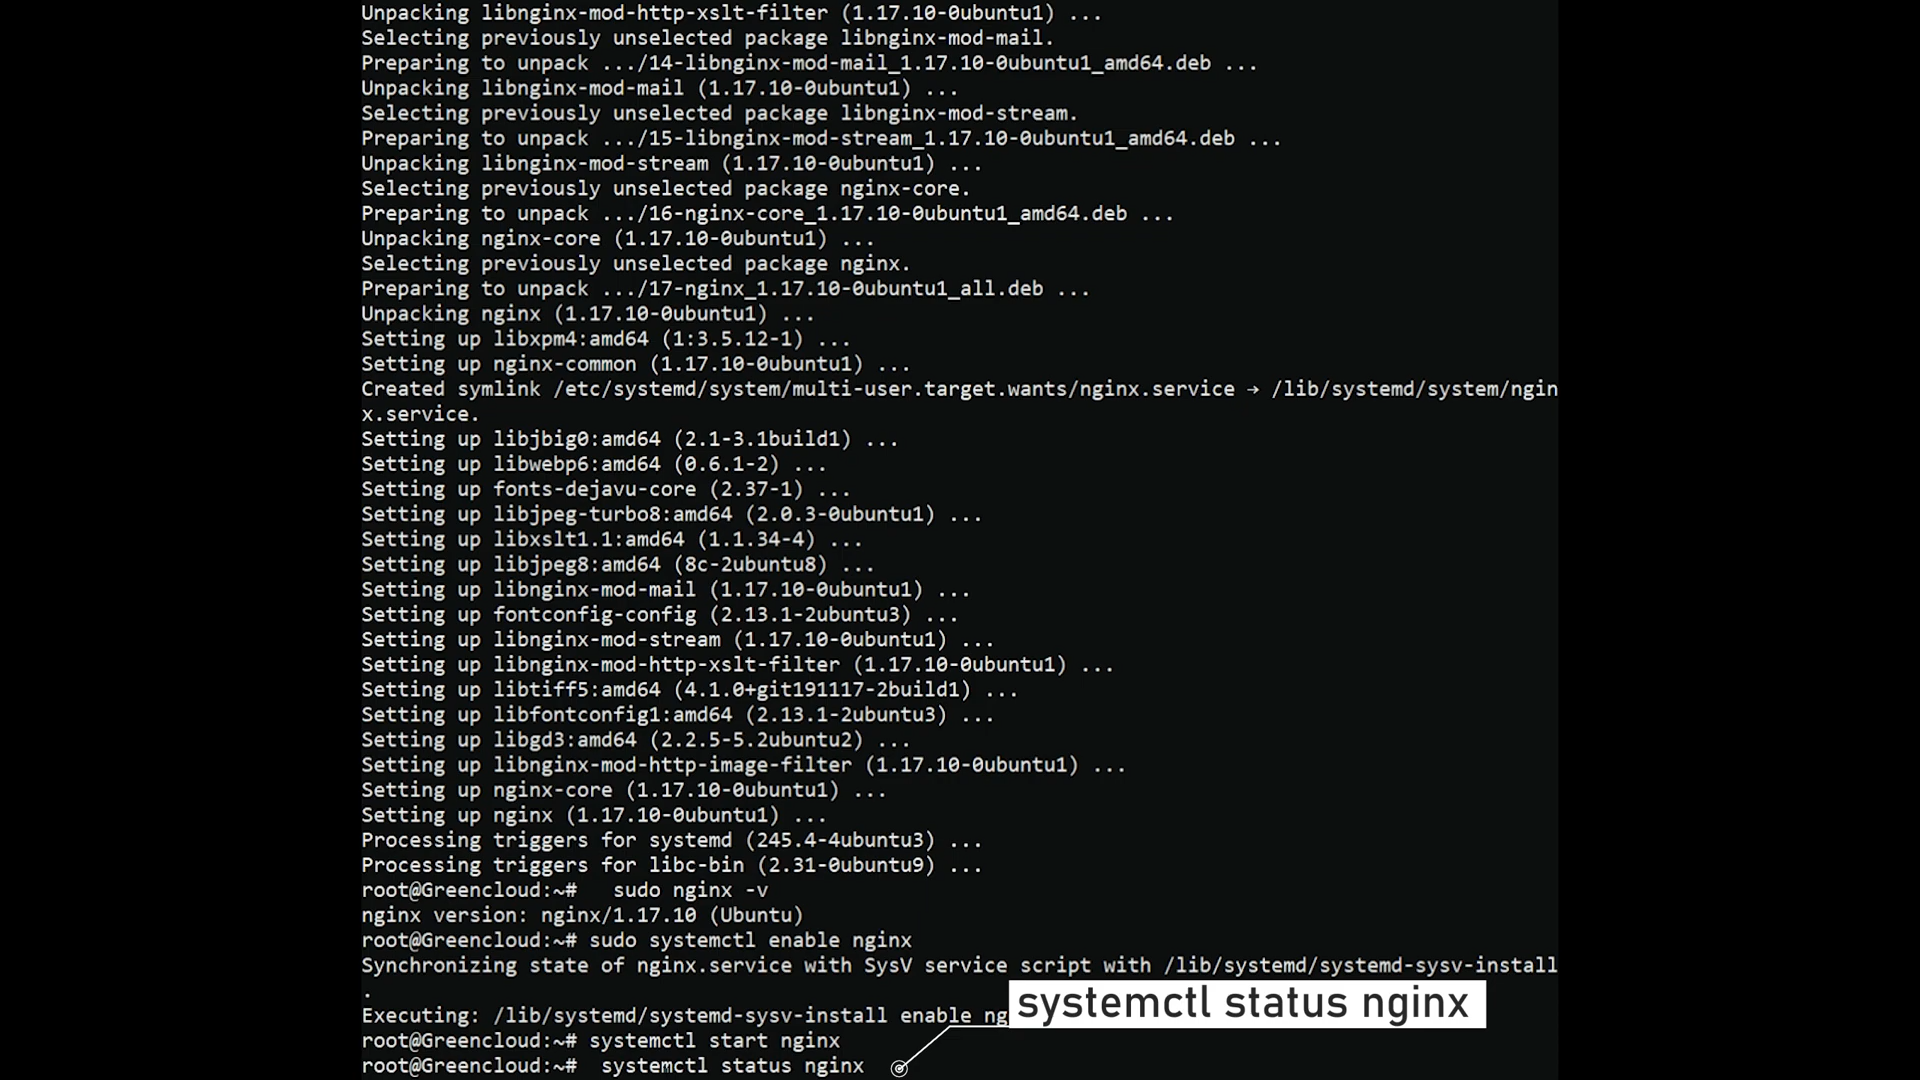 Unpacking libnginx-mod-http-xslt-filter (1.17.10-0ubuntu1) ...
Selecting previously unselected package libnginx-mod-mail.
Preparing to unpack .../14-libnginx-mod-mail_1.17.10-0ubuntu1_amd64.deb ...
Unpacking libnginx-mod-mail (1.17.10-0ubuntu1) ...
Selecting previously unselected package libnginx-mod-stream.
Preparing to unpack .../15-libnginx-mod-stream_1.17.10-0ubuntu1_amd64.deb ...
Unpacking libnginx-mod-stream (1.17.10-0ubuntu1) ...
Selecting previously unselected package nginx-core.
Preparing to unpack .../16-nginx-core_1.17.10-0ubuntu1_amd64.deb ...
Unpacking nginx-core (1.17.10-0ubuntu1) ...
Selecting previously unselected package nginx.
Preparing to unpack .../17-nginx_1.17.10-0ubuntu1_all.deb ...
Unpacking nginx (1.17.10-0ubuntu1) ...
Setting up libxpm4:amd64 (1:3.5.12-1) ...
Setting up nginx-common (1.17.10-0ubuntu1) ...
Created symlink /etc/systemd/system/multi-user.target.wants/nginx.service → /lib/systemd/system/ngin
x.service.
Setting up libjbig0:amd64 (2.1-3.1build1) ...
Setting up libwebp6:amd64 (0.6.1-2) ...
Setting up fonts-dejavu-core (2.37-1) ...
Setting up libjpeg-turbo8:amd64 (2.0.3-0ubuntu1) ...
Setting up libxslt1.1:amd64 (1.1.34-4) ...
Setting up libjpeg8:amd64 (8c-2ubuntu8) ...
Setting up libnginx-mod-mail (1.17.10-0ubuntu1) ...
Setting up fontconfig-config (2.13.1-2ubuntu3) ...
Setting up libnginx-mod-stream (1.17.10-0ubuntu1) ...
Setting up libnginx-mod-http-xslt-filter (1.17.10-0ubuntu1) ...
Setting up libtiff5:amd64 (4.1.0+git191117-2build1) ...
Setting up libfontconfig1:amd64 (2.13.1-2ubuntu3) ...
Setting up libgd3:amd64 (2.2.5-5.2ubuntu2) ...
Setting up libnginx-mod-http-image-filter (1.17.10-0ubuntu1) ...
Setting up nginx-core (1.17.10-0ubuntu1) ...
Setting up nginx (1.17.10-0ubuntu1) ...
Processing triggers for systemd (245.4-4ubuntu3) ...
Processing triggers for libc-bin (2.31-0ubuntu9) ...
root@Greencloud:~#   sudo nginx -v
nginx version: nginx/1.17.10 (Ubuntu)
root@Greencloud:~# sudo systemctl enable nginx
Synchronizing state of nginx.service with SysV service script with /lib/systemd/systemd-sysv-install
.
Executing: /lib/systemd/systemd-sysv-install enable ng
systemctl status nginx
root@Greencloud:~# systemctl start nginx
root@Greencloud:~#  systemctl status nginx